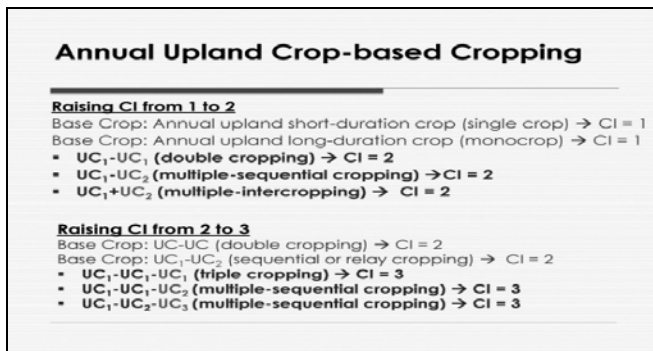 Annual Upland Crop-based Cropping
Raising CI from 1 to 2
Base Crop: Annual upland short-duration crop (single crop) → CI = 1
Base Crop: Annual upland long-duration crop (monocrop) → CI = 1
▪ UC₁-UC₁ (double cropping) → CI = 2
▪ UC₁-UC₂ (multiple-sequential cropping) →CI = 2
▪ UC₁+UC₂ (multiple-intercropping) → CI = 2
Raising CI from 2 to 3
Base Crop: UC-UC (double cropping) → CI = 2
Base Crop: UC₁-UC₂ (sequential or relay cropping) → CI = 2
▪ UC₁-UC₁-UC₁ (triple cropping) → CI = 3
▪ UC₁-UC₁-UC₂ (multiple-sequential cropping) → CI = 3
▪ UC₁-UC₂-UC₃ (multiple-sequential cropping) → CI = 3